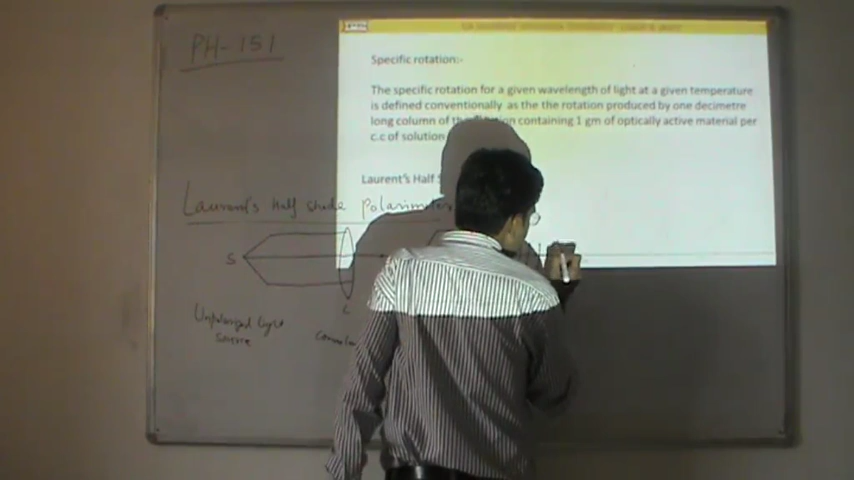 PH-151
Specific rotation:-
The specific rotation for a given wavelength of light at a given temperature
is defined conventionally as the the rotation produced by one decimetre
long column of the containing 1 gm of optically active material per
c.c of solution
Laurent's Half
Laurent's half shade Polarimeter
S
C
Unpolarized light
source